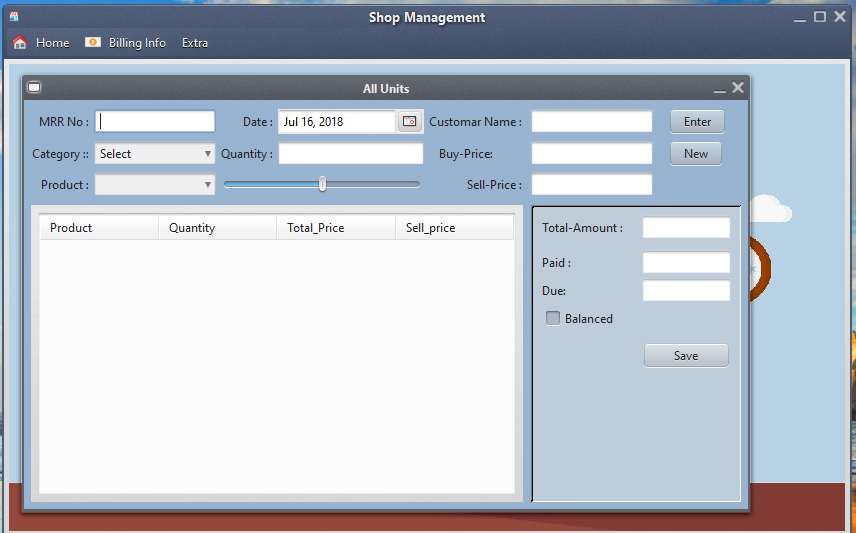 Shop Management
Home Billing Info Extra
All Units
MRR No : Date : Jul 16, 2018 Customar Name : Enter
Category :: Select Quantity : Buy-Price: New
Product : Sell-Price :
Product Quantity Total_Price Sell_price
Total-Amount :
Paid :
Due:
Balanced
Save